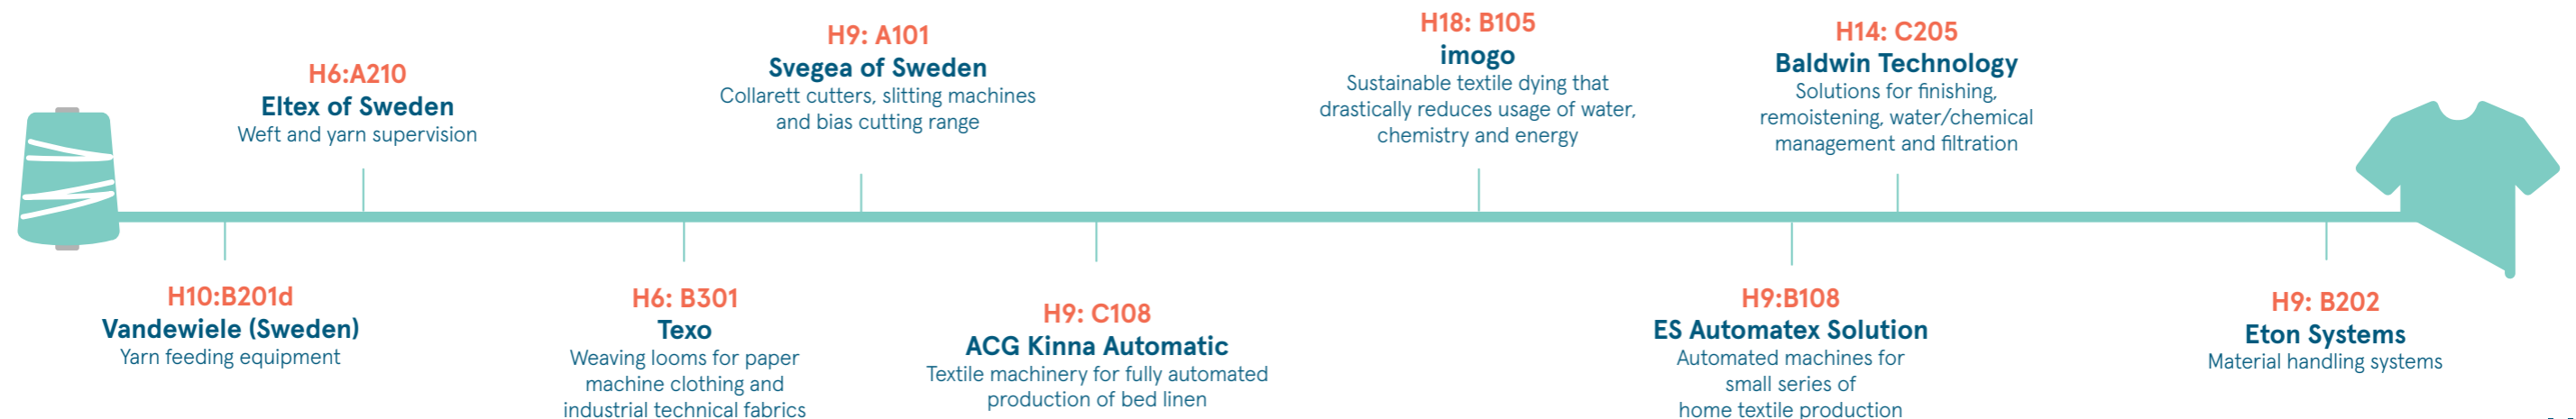 H6:A210
Eltex of Sweden
Weft and yarn supervision
H9: A101
Svegea of Sweden
Collarett cutters, slitting machines
and bias cutting range
H18: B105
imogo
Sustainable textile dying that
drastically reduces usage of water,
chemistry and energy
H14: C205
Baldwin Technology
Solutions for finishing,
remoistening, water/chemical
management and filtration
H10:B201d
Vandewiele (Sweden)
Yarn feeding equipment
H6: B301
Texo
Weaving looms for paper
machine clothing and
industrial technical fabrics
H9: C108
ACG Kinna Automatic
Textile machinery for fully automated
production of bed linen
H9:B108
ES Automatex Solution
Automated machines for
small series of
home textile production
H9: B202
Eton Systems
Material handling systems